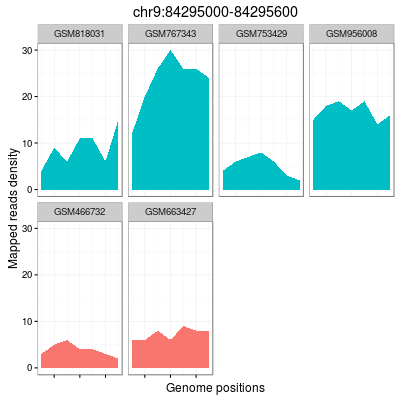 chr9:84295000-84295600
GSM818031 GSM767343 GSM753429 GSM956008
30
20
10
0
GSM466732 GSM663427
30
20
10
0
Mapped reads density
Genome positions